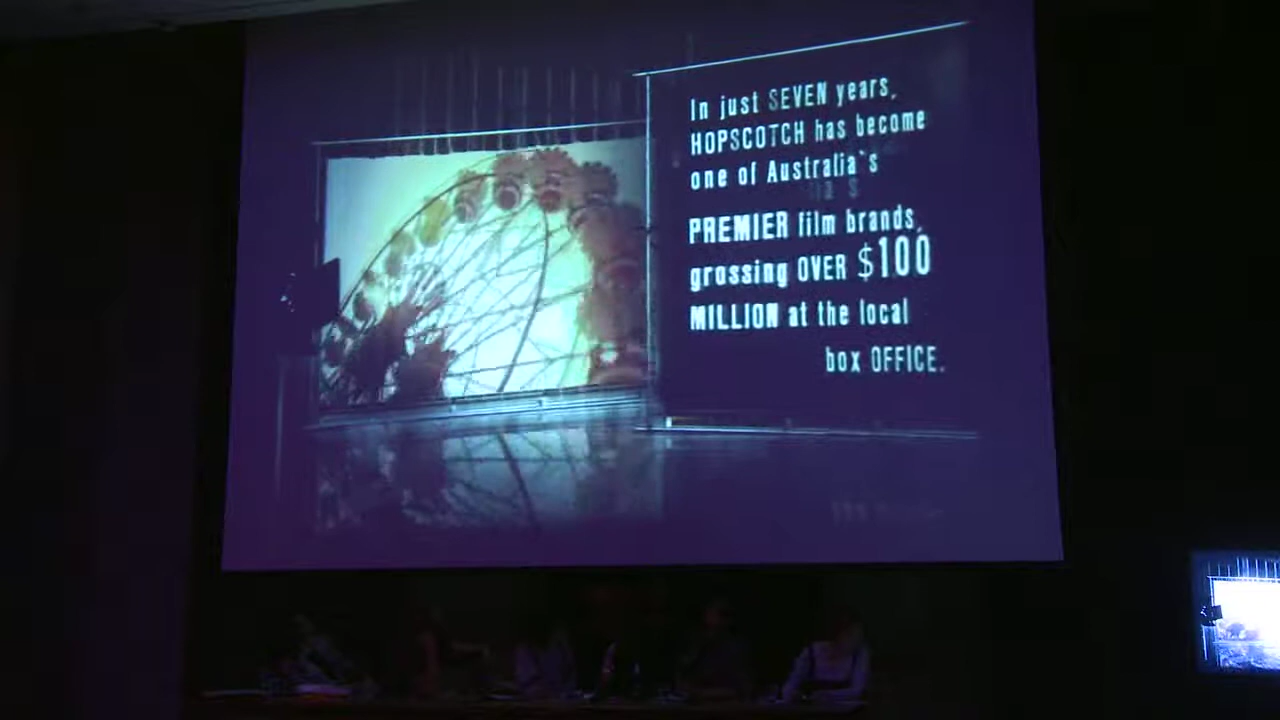 In just SEVEN years,
HOPSCOTCH has become
one of Australia`s
PREMIER film brands,
grossing OVER $100
MILLION at the local
box OFFICE.